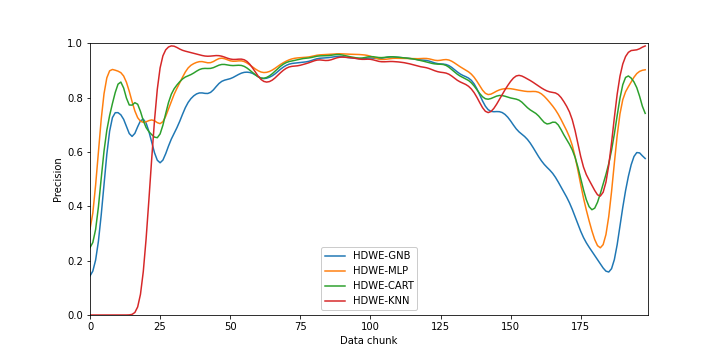 1.0
0.8
0.6
0.4
0.2
0.0
Precision
0 25 50 75 100 125 150 175
Data chunk
HDWE-GNB
HDWE-MLP
HDWE-CART
HDWE-KNN